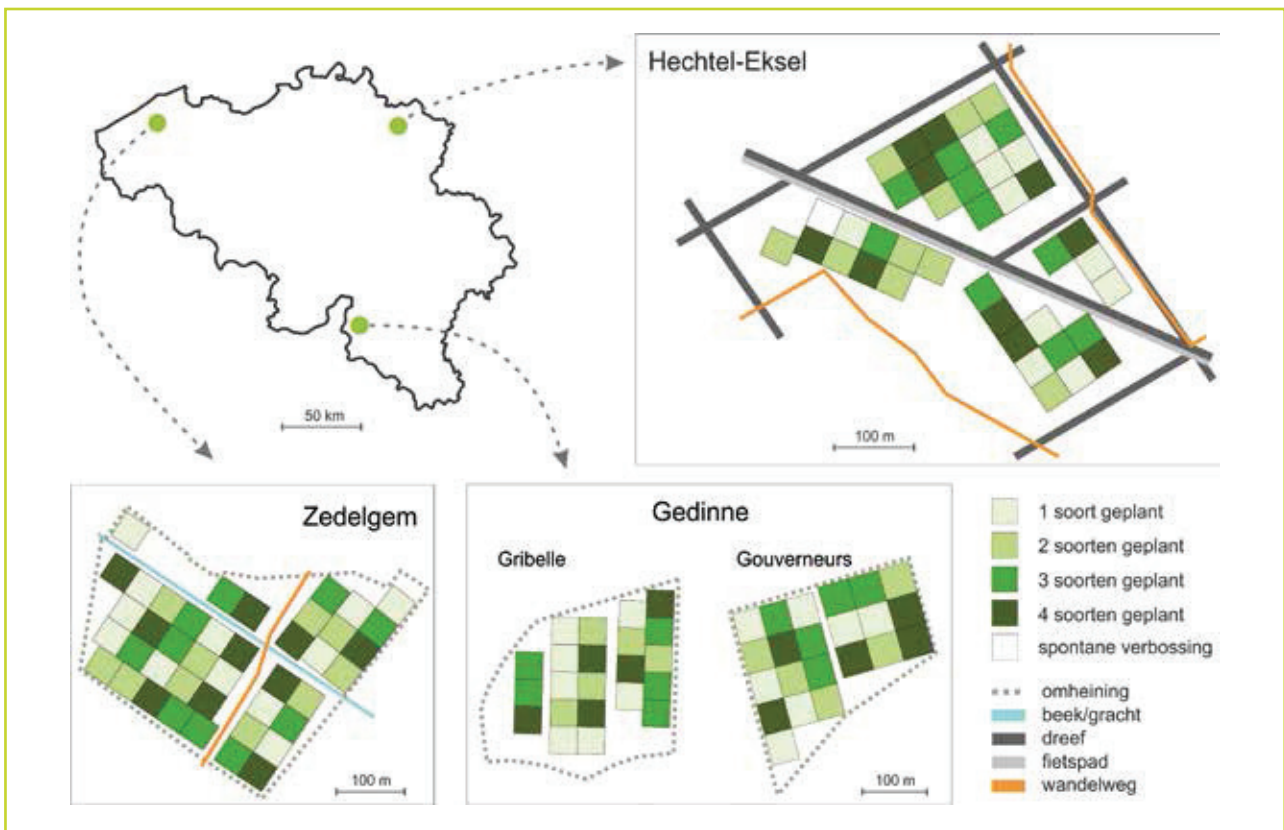 Hechtel-Eksel
50 km
100 m
Zedelgem
100 m
Gedinne
Gribelle
Gouverneurs
100 m
1 soort geplant
2 soorten geplant
3 soorten geplant
4 soorten geplant
spontane verbossing
omheining
beek/gracht
dreef
fietspad
wandelweg